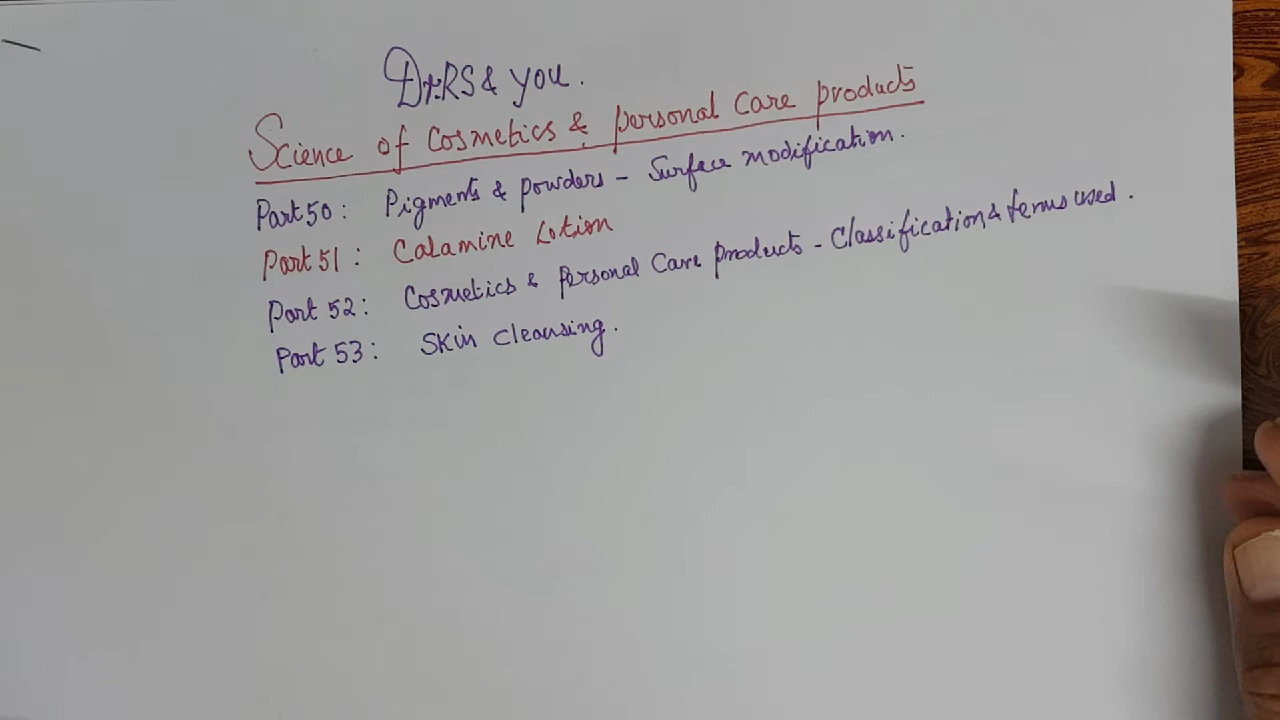 Dr.RS & you.
Science of Cosmetics & personal Care products
Part 50: Pigments & powders - Surface modification.
Part 51: Calamine Lotion
Part 52: Cosmetics & Personal Care products - Classification & terms used.
Part 53: Skin cleansing.